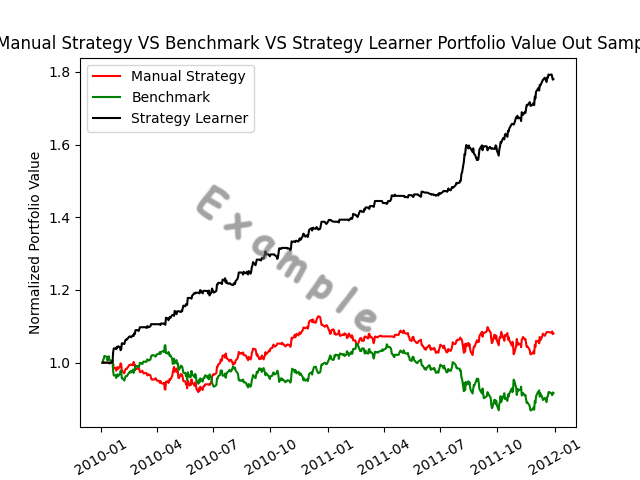 Manual Strategy VS Benchmark VS Strategy Learner Portfolio Value Out Samp
Manual Strategy
Benchmark
Strategy Learner
Normalized Portfolio Value
1.8
1.6
1.4
1.2
1.0
Example
2010-01
2010-04
2010-07
2010-10
2011-01
2011-04
2011-07
2011-10
2012-01